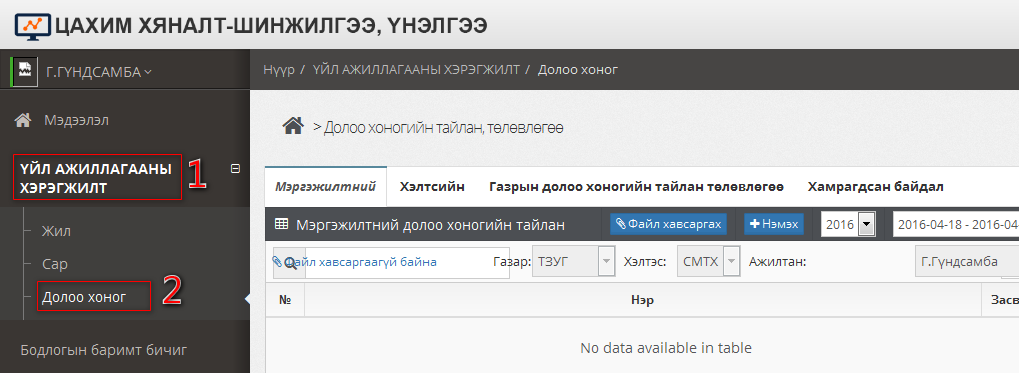 ЦАХИМ ХЯНАЛТ-ШИНЖИЛГЭЭ, ҮНЭЛГЭЭ
Г.ГҮНДСАМБА
Нүүр / ҮЙЛ АЖИЛЛАГААНЫ ХЭРЭГЖИЛТ / Долоо хоног
Мэдээлэл
> Долоо хоногийн тайлан, төлөвлөгөө
ҮЙЛ АЖИЛЛАГААНЫ
ХЭРЭГЖИЛТ
1
Мэргэжилтний Хэлтсийн Газрын долоо хоногийн тайлан төлөвлөгөө Хамрагдсан байдал
Жил
Мэргэжилтний долоо хоногийн тайлан Файл хавсаргах Нэмэх 2016 2016-04-18 - 2016-04
Сар
Файл хавсаргаагүй байна Газар: ТЗУГ Хэлтэс: СМТХ Ажилтан: Г.Гүндсамба
Долоо хоног 2
№ Нэр Засв
Бодлогын баримт бичиг
No data available in table